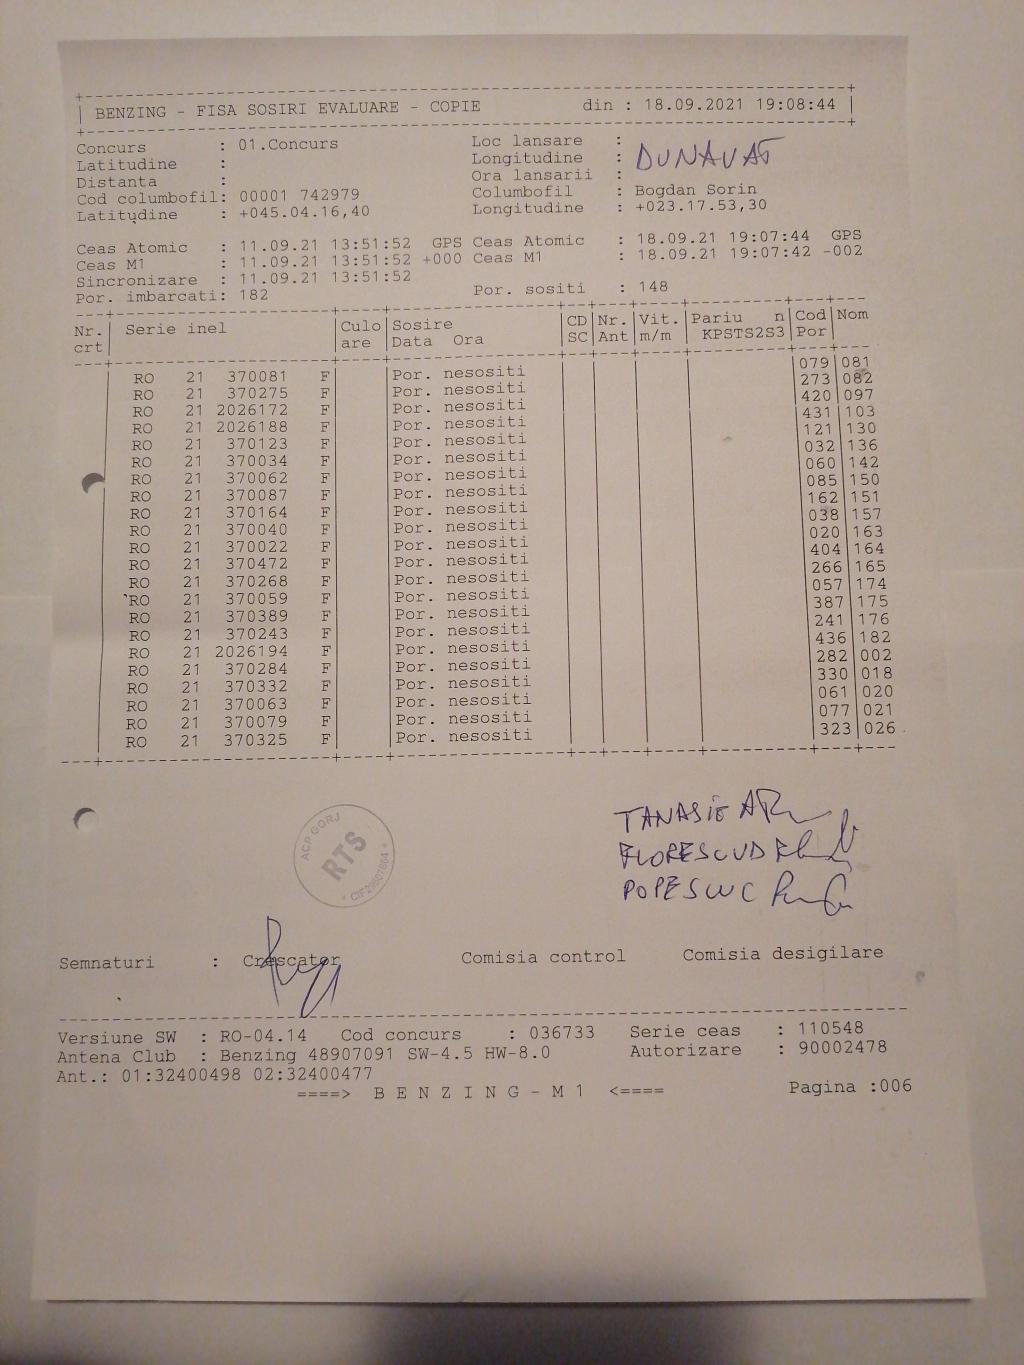 BENZING - FISA SOSIRI EVALUARE - COPIE din : 18.09.2021 19:08:44
Concurs : 01.Concurs Loc lansare :
Latitudine : Longitudine : DUNAVAT
Distanta : Ora lansarii :
Cod columbofil: 00001 742979 Columbofil : Bogdan Sorin
Latitudine : +045.04.16,40 Longitudine : +023.17.53,30
Ceas Atomic : 11.09.21 13:51:52 GPS Ceas Atomic : 18.09.21 19:07:44 GPS
Ceas M1 : 11.09.21 13:51:52 +000 Ceas M1 : 18.09.21 19:07:42 -002
Sincronizare : 11.09.21 13:51:52
Por. imbarcati: 182 Por. sositi : 148
Nr. Serie inel Culo Sosire CD Nr. Vit. Pariu n Cod Nom
crt are Data Ora SC Ant m/m KPSTS2S3 Por
RO 21 370081 F Por. nesositi 079 081
RO 21 370275 F Por. nesositi 273 082
RO 21 2026172 F Por. nesositi 420 097
RO 21 2026188 F Por. nesositi 431 103
RO 21 370123 F Por. nesositi 121 130
RO 21 370034 F Por. nesositi 032 136
RO 21 370062 F Por. nesositi 060 142
RO 21 370087 F Por. nesositi 085 150
RO 21 370164 F Por. nesositi 162 151
RO 21 370040 F Por. nesositi 038 157
RO 21 370022 F Por. nesositi 020 163
RO 21 370472 F Por. nesositi 404 164
RO 21 370268 F Por. nesositi 266 165
RO 21 370059 F Por. nesositi 057 174
RO 21 370389 F Por. nesositi 387 175
RO 21 370243 F Por. nesositi 241 176
RO 21 2026194 F Por. nesositi 436 182
RO 21 370284 F Por. nesositi 282 002
RO 21 370332 F Por. nesositi 330 018
RO 21 370063 F Por. nesositi 061 020
RO 21 370079 F Por. nesositi 077 021
RO 21 370325 F Por. nesositi 323 026
ACP GORJ
RTS
TANASIE A
FLORESCU D
POPESCU C
Semnaturi : Crescator Comisia control Comisia desigilare
Versiune SW : RO-04.14 Cod concurs : 036733 Serie ceas : 110548
Antena Club : Benzing 48907091 SW-4.5 HW-8.0 Autorizare : 90002478
Ant.: 01:32400498 02:32400477
====> B E N Z I N G - M 1 <==== Pagina :006